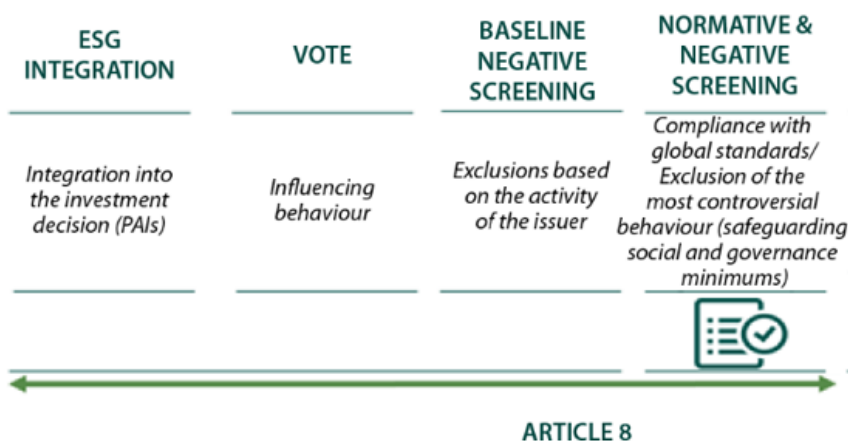 ESG
INTEGRATION
VOTE
BASELINE
NEGATIVE
SCREENING
NORMATIVE &
NEGATIVE
SCREENING
Integration into
the investment
decision (PAIs)
Influencing
behaviour
Exclusions based
on the activity
of the issuer
Compliance with
global standards/
Exclusion of the
most controversial
behaviour (safeguarding
social and governance
minimums)
ARTICLE 8